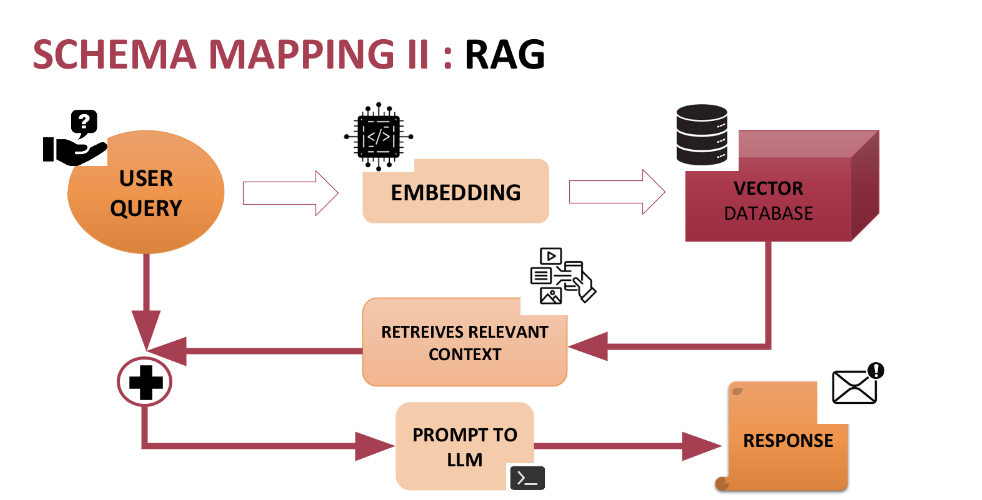 SCHEMA MAPPING II : RAG
?
</>
USER
QUERY
EMBEDDING
VECTOR
DATABASE
RETREIVES RELEVANT
CONTEXT
!
PROMPT TO
LLM
>_
RESPONSE